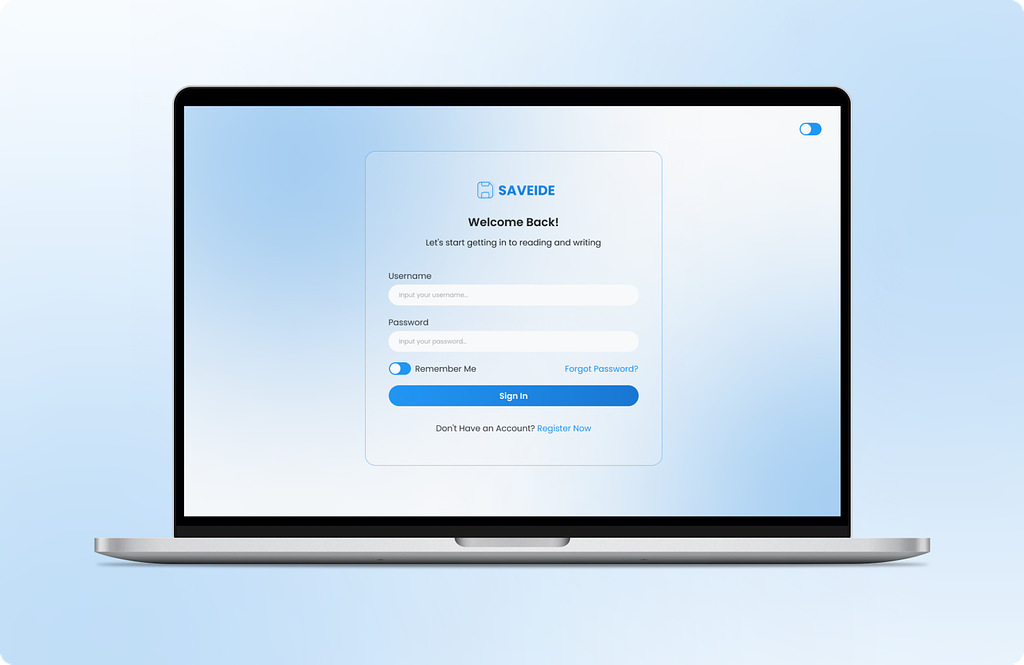 SAVEIDE
Welcome Back!
Let's start getting in to reading and writing
Username
Input your username...
Password
Input your password...
Remember Me
Forgot Password?
Sign In
Don't Have an Account? Register Now